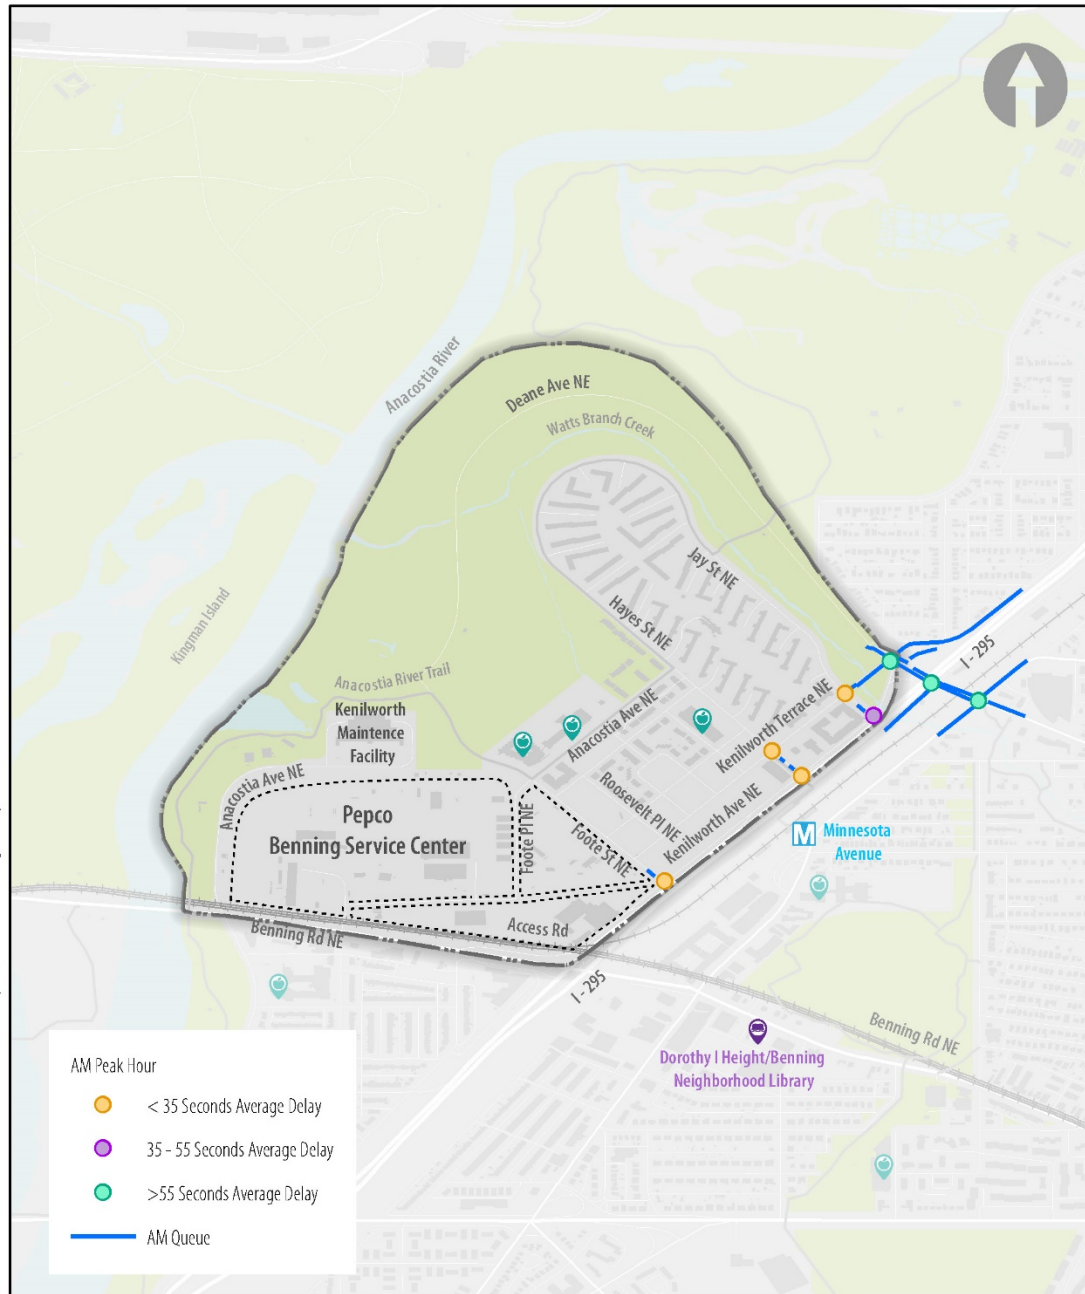 Anacostia River
Deane Ave NE
Watts Branch Creek
Jay St NE
Hayes St NE
Kingman Island
Anacostia River Trail
I - 295
Kenilworth
Maintence
Facility
Anacostia Ave NE
Kenilworth Terrace NE
Anacostia Ave NE
Roosevelt Pl NE
Kenilworth Ave NE
Pepco
Benning Service Center
Foote Pl NE
Foote St NE
M
Minnesota
Avenue
Access Rd
Benning Rd NE
I - 295
Benning Rd NE
Dorothy I Height/Benning
Neighborhood Library
AM Peak Hour
< 35 Seconds Average Delay
35 - 55 Seconds Average Delay
>55 Seconds Average Delay
AM Queue